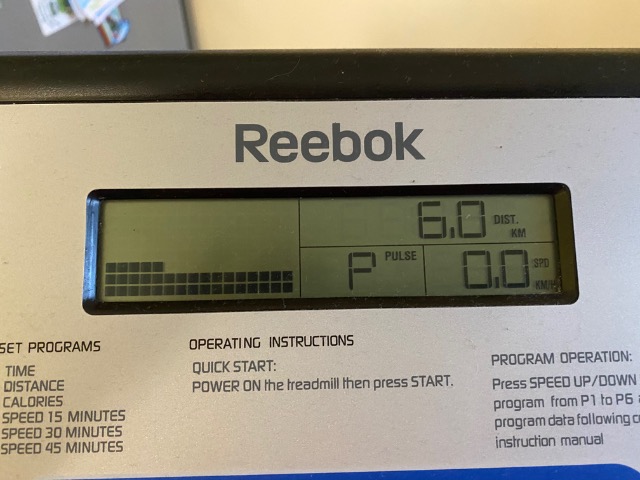 Reebok
6.0 DIST.
KM
P PULSE 0.0 SPD
KM/H
SET PROGRAMS
TIME
DISTANCE
CALORIES
SPEED 15 MINUTES
SPEED 30 MINUTES
SPEED 45 MINUTES
OPERATING INSTRUCTIONS
QUICK START:
POWER ON the treadmill then press START.
PROGRAM OPERATION:
Press SPEED UP/DOWN
program from P1 to P6
program data following
instruction manual